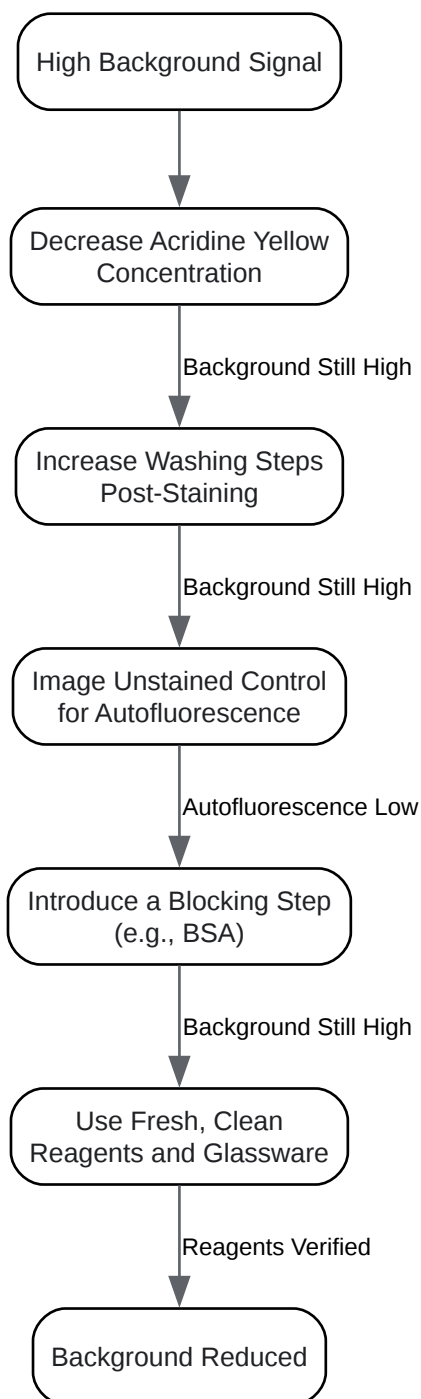 High Background Signal
Decrease Acridine Yellow
Concentration
Background Still High
Increase Washing Steps
Post-Staining
Background Still High
Image Unstained Control
for Autofluorescence
Autofluorescence Low
Introduce a Blocking Step
(e.g., BSA)
Background Still High
Use Fresh, Clean
Reagents and Glassware
Reagents Verified
Background Reduced